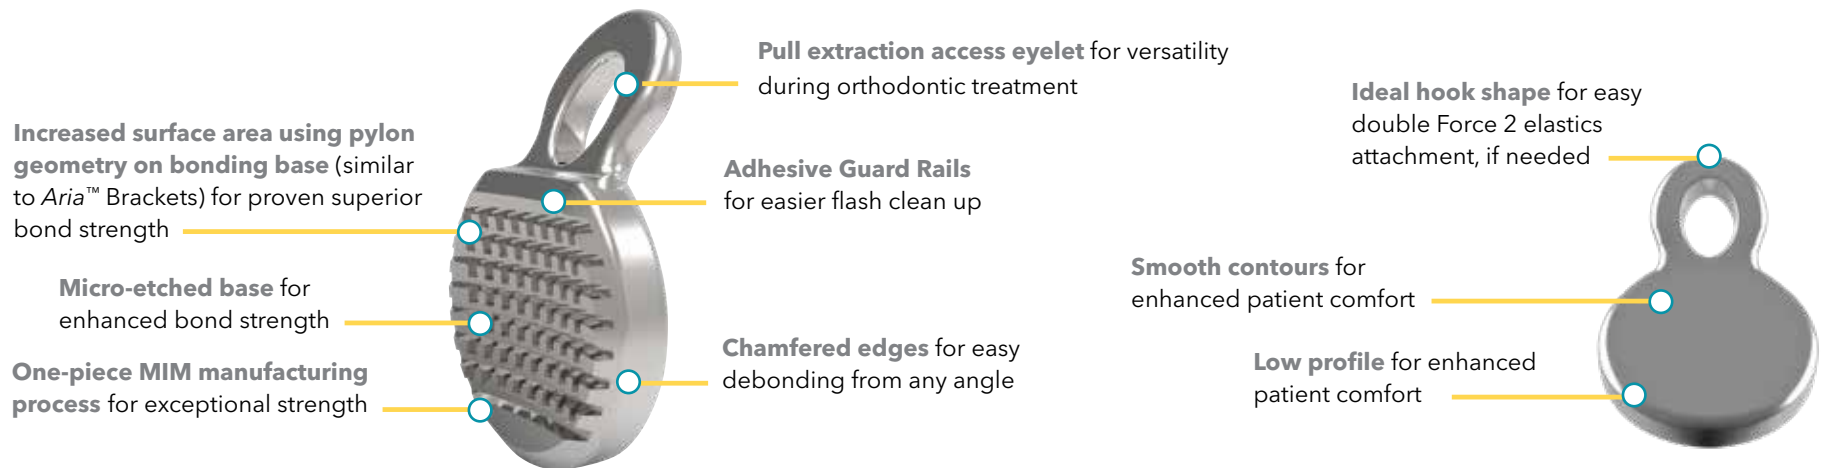 Increased surface area using pylon
geometry on bonding base (similar
to Aria™ Brackets) for proven superior
bond strength
Micro-etched base for
enhanced bond strength
One-piece MIM manufacturing
process for exceptional strength
Pull extraction access eyelet for versatility
during orthodontic treatment
Adhesive Guard Rails
for easier flash clean up
Chamfered edges for easy
debonding from any angle
Ideal hook shape for easy
double Force 2 elastics
attachment, if needed
Smooth contours for
enhanced patient comfort
Low profile for enhanced
patient comfort